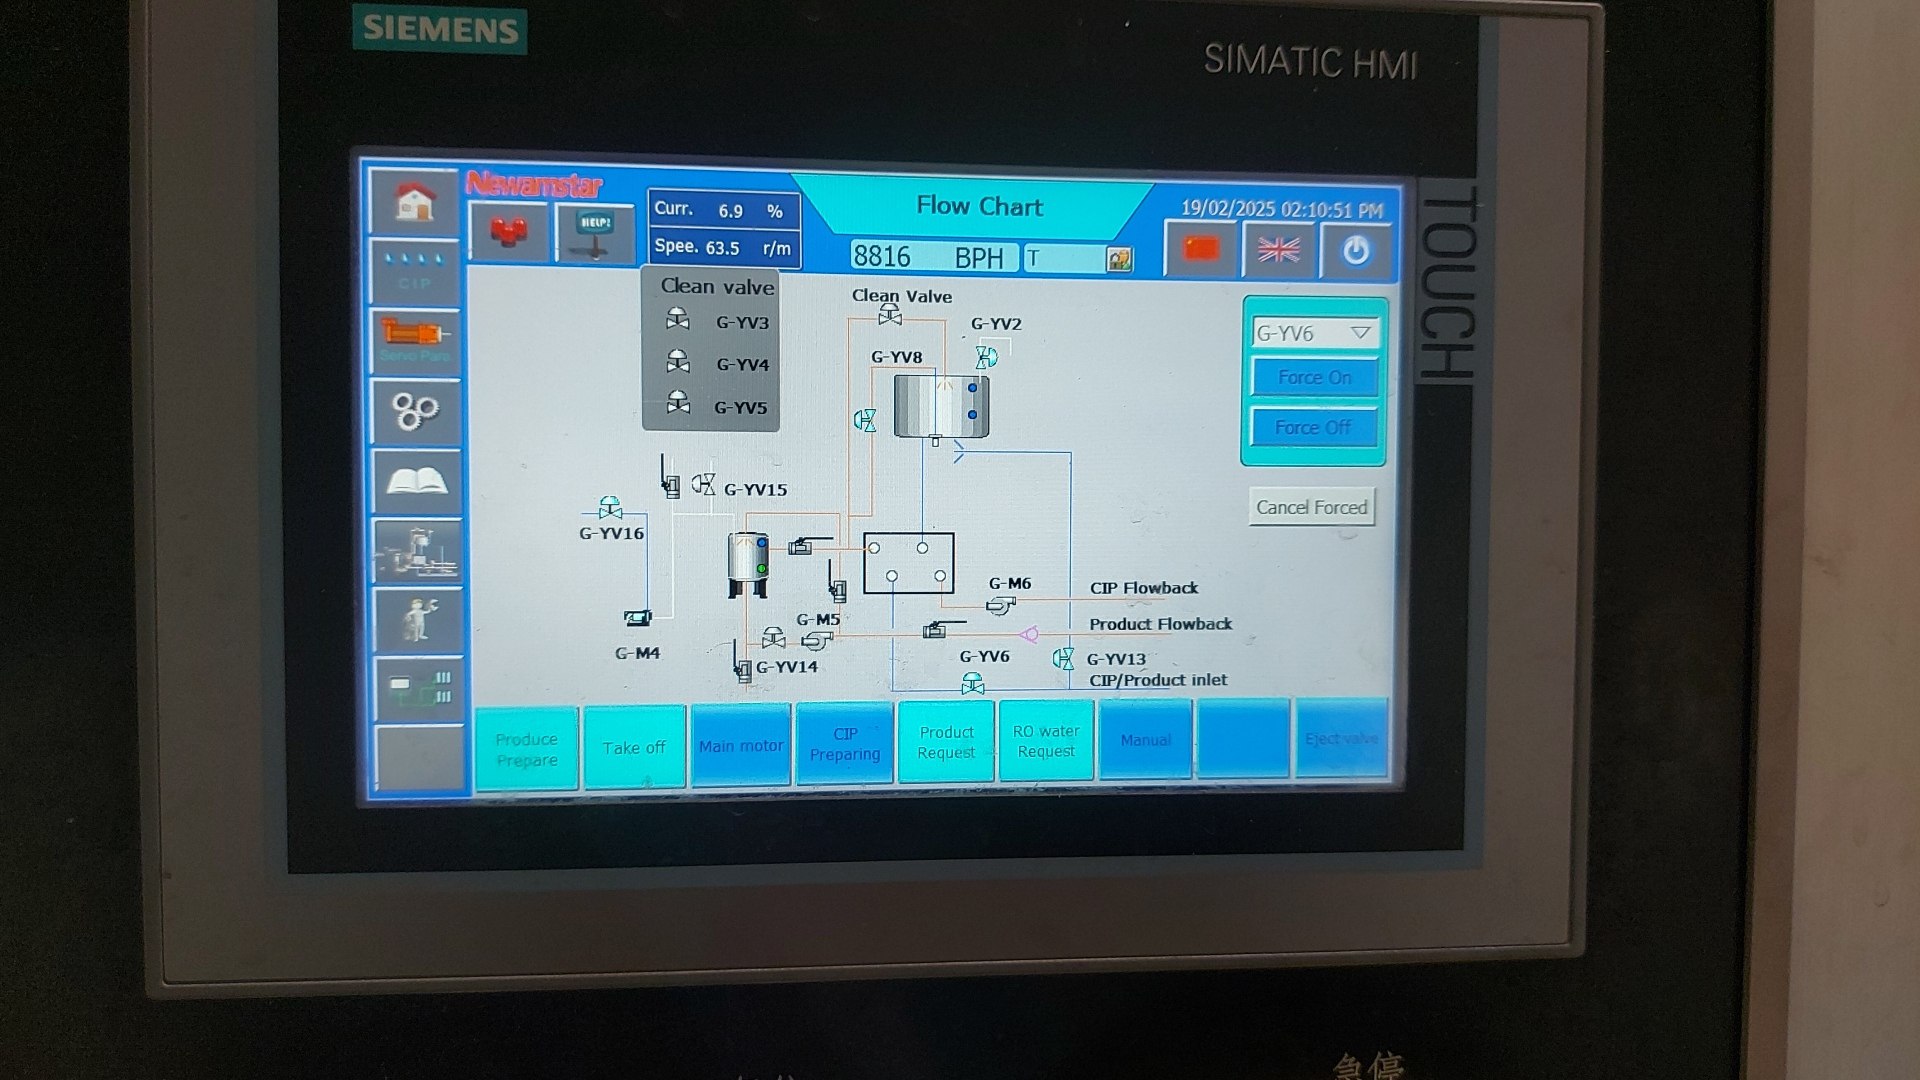 SIEMENS
SIMATIC HMI
TOUCH
Newamstar
HELP!
Curr. 6.9 %
Spee. 63.5 r/m
Flow Chart
8816 BPH
T
19/02/2025 02:10:51 PM
CIP
Servo Para.
Clean valve
G-YV3
G-YV4
G-YV5
Clean Valve
G-YV2
G-YV8
G-YV6
Force On
Force Off
Cancel Forced
G-YV15
G-YV16
G-M4
G-M5
G-YV14
G-M6
CIP Flowback
Product Flowback
G-YV6
G-YV13
CIP/Product inlet
Produce Prepare
Take off
Main motor
CIP Preparing
Product Request
RO water Request
Manual
Eject valve
急停